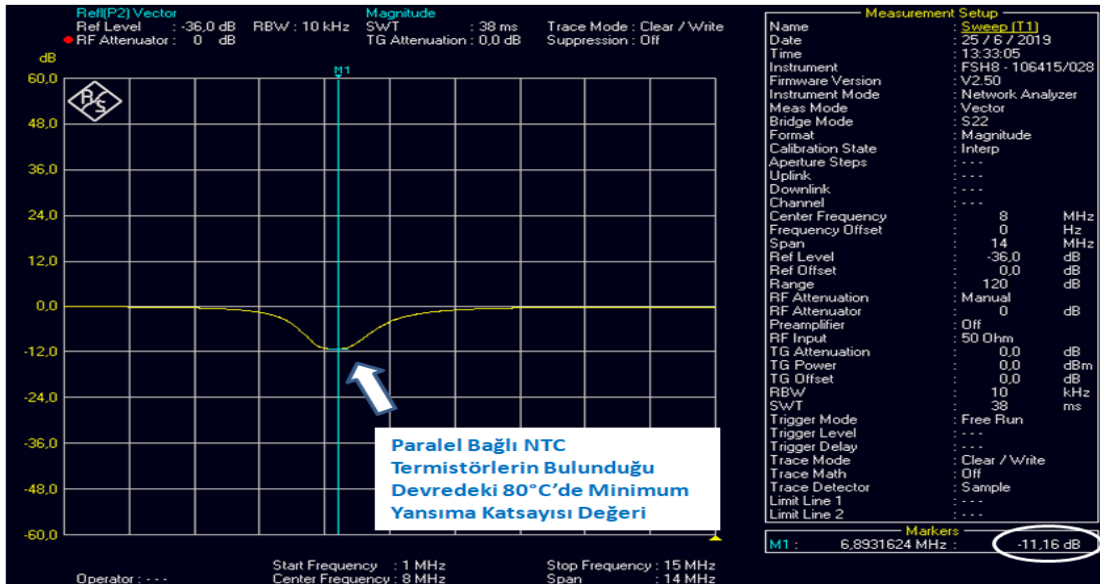 Refl(P2) Vector
Magnitude
Ref Level : -36,0 dB RBW : 10 kHz SWT : 38 ms Trace Mode : Clear / Write
RF Attenuator : 0 dB TG Attenuation : 0,0 dB Suppression : Off
dB
M1
60,0
R&S
48,0
36,0
24,0
12,0
0,0
-12,0
-24,0
-36,0
-48,0
-60,0
Paralel Bağlı NTC
Termistörlerin Bulunduğu
Devredeki 80°C'de Minimum
Yansıma Katsayısı Değeri
Start Frequency : 1 MHz Stop Frequency : 15 MHz
Operator : - - - Center Frequency : 8 MHz Span : 14 MHz
Measurement Setup
Name : Sweep (T1)
Date : 25 / 6 / 2019
Time : 13:33:05
Instrument : FSH8 - 106415/028
Firmware Version : V2.50
Instrument Mode : Network Analyzer
Meas Mode : Vector
Bridge Mode : S22
Format : Magnitude
Calibration State : Interp
Aperture Steps : - - -
Uplink : - - -
Downlink : - - -
Channel : - - -
Center Frequency : 8 MHz
Frequency Offset : 0 Hz
Span : 14 MHz
Ref Level : -36,0 dB
Ref Offset : 0,0 dB
Range : 120 dB
RF Attenuation : Manual
RF Attenuator : 0 dB
Preamplifier : Off
RF Input : 50 Ohm
TG Attenuation : 0,0 dB
TG Power : 0,0 dBm
TG Offset : 0,0 dB
RBW : 10 kHz
SWT : 38 ms
Trigger Mode : Free Run
Trigger Level : - - -
Trigger Delay : - - -
Trace Mode : Clear / Write
Trace Math : Off
Trace Detector : Sample
Limit Line 1 : - - -
Limit Line 2 : - - -
Markers
M1 : 6,8931624 MHz : -11,16 dB